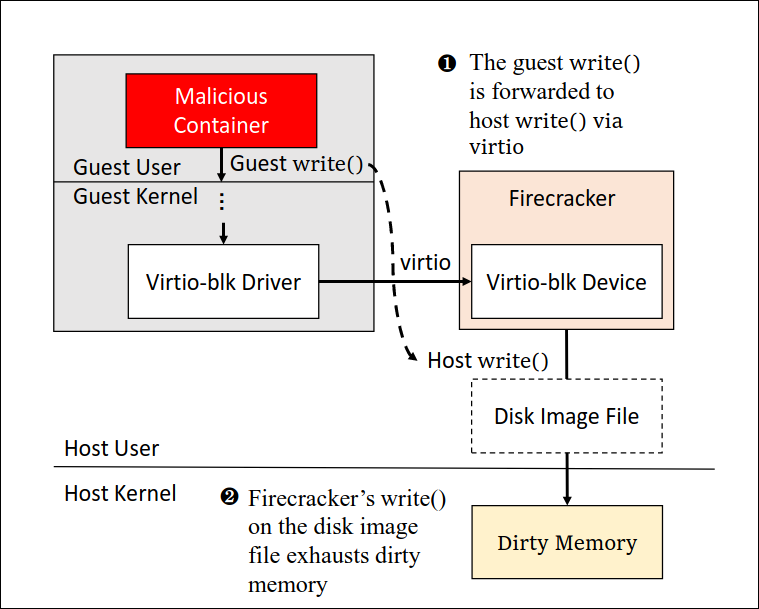 ❶ The guest write()
is forwarded to
host write() via
virtio
Malicious
Container
Guest User
Guest write()
Guest Kernel
⋮
Firecracker
Virtio-blk Driver
virtio
Virtio-blk Device
Host write()
Disk Image File
Host User
Host Kernel
❷ Firecracker’s write()
on the disk image
file exhausts dirty
memory
Dirty Memory